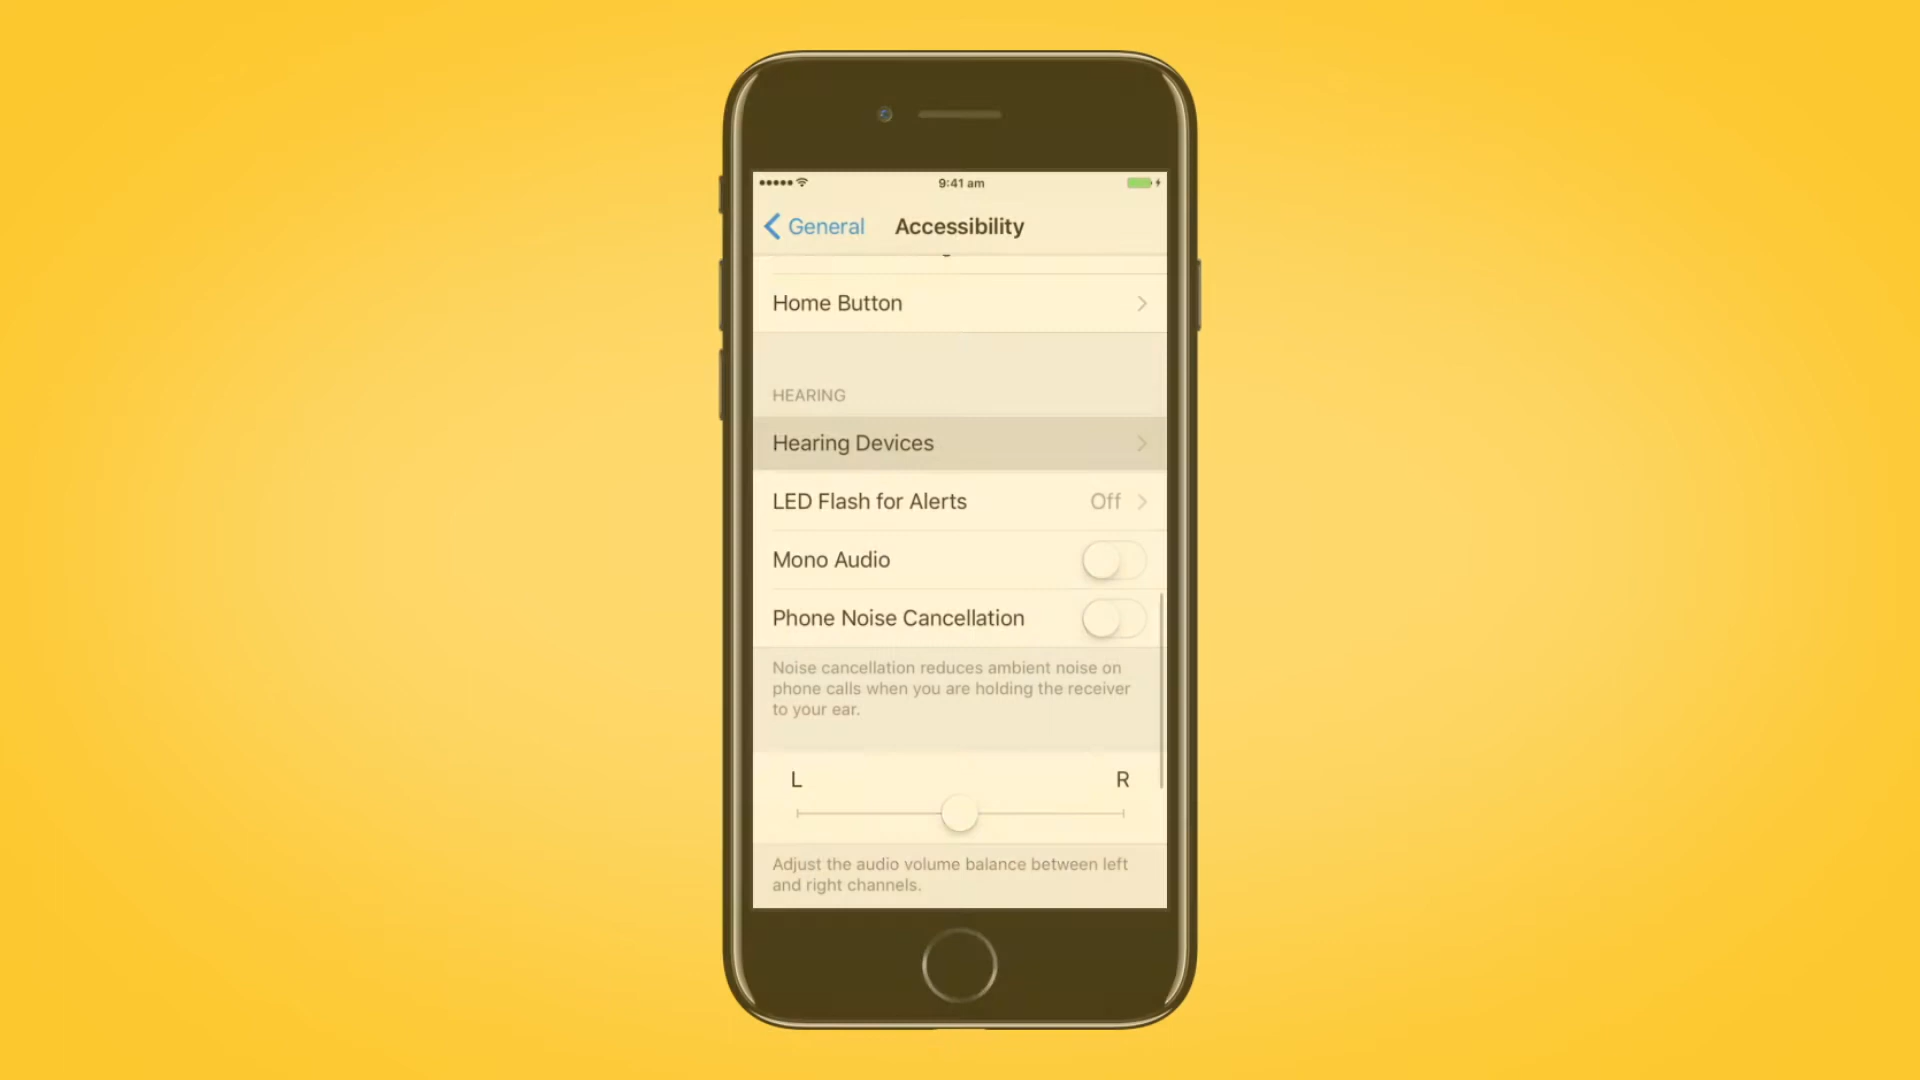 9:41 am
General Accessibility
Home Button
HEARING
Hearing Devices
LED Flash for Alerts Off
Mono Audio
Phone Noise Cancellation
Noise cancellation reduces ambient noise on
phone calls when you are holding the receiver
to your ear.
L R
Adjust the audio volume balance between left
and right channels.